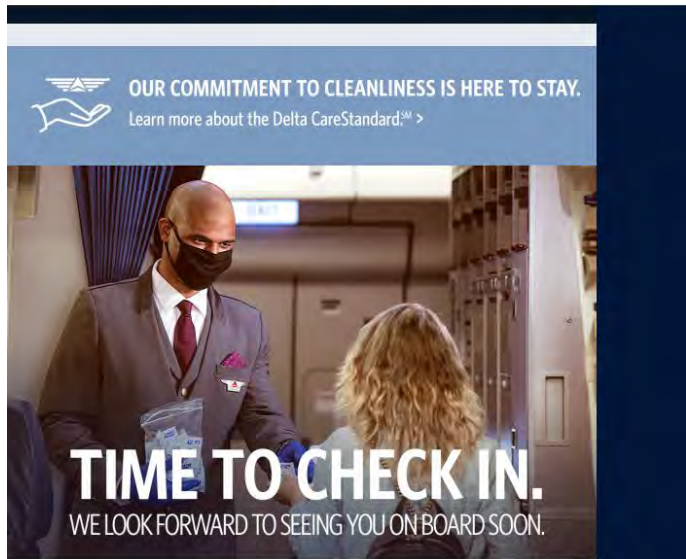 OUR COMMITMENT TO CLEANLINESS IS HERE TO STAY.
Learn more about the Delta CareStandard.℠ >
TIME TO CHECK IN.
WE LOOK FORWARD TO SEEING YOU ON BOARD SOON.